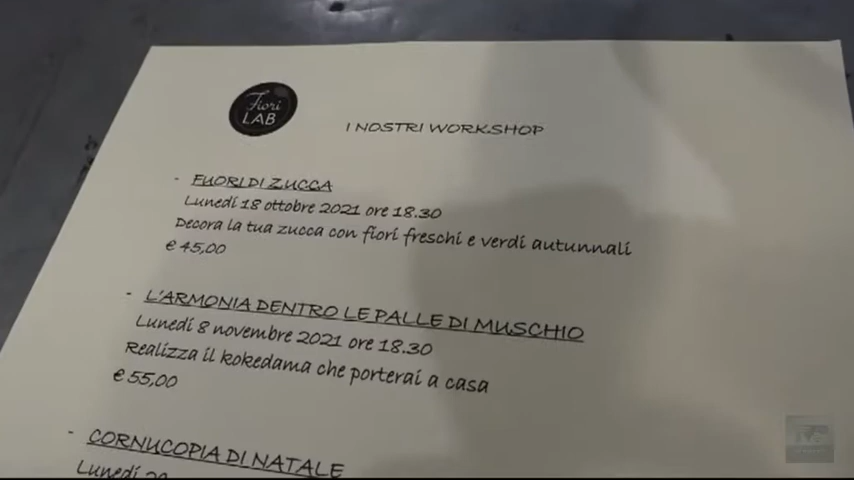 Fiori
LAB
I NOSTRI WORKSHOP
- FUORI DI ZUCCA
Lunedì 18 ottobre 2021 ore 18.30
Decora la tua zucca con fiori freschi e verdi autunnali
€ 45,00
- L'ARMONIA DENTRO LE PALLE DI MUSCHIO
Lunedì 8 novembre 2021 ore 18.30
Realizza il kokedama che porterai a casa
€ 55,00
- CORNUCOPIA DI NATALE
Lunedì